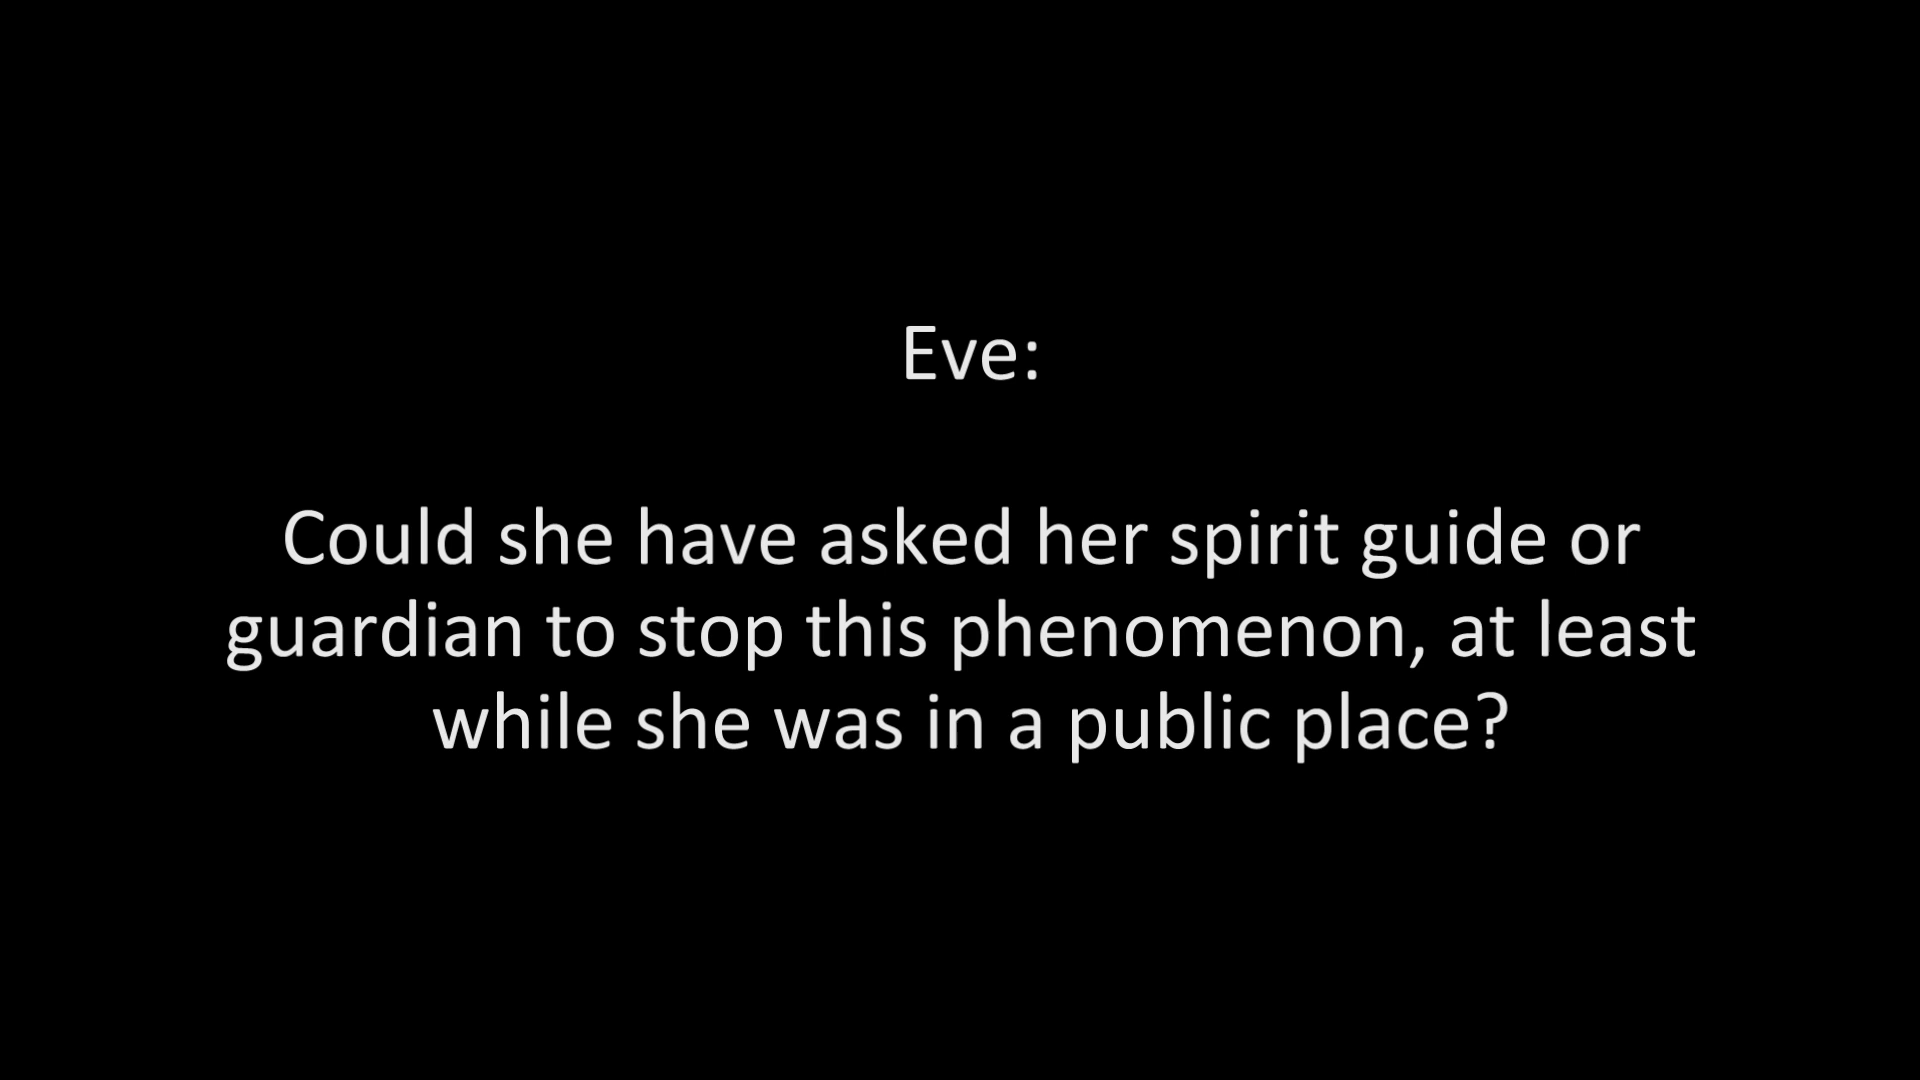 Eve:
Could she have asked her spirit guide or
guardian to stop this phenomenon, at least
while she was in a public place?